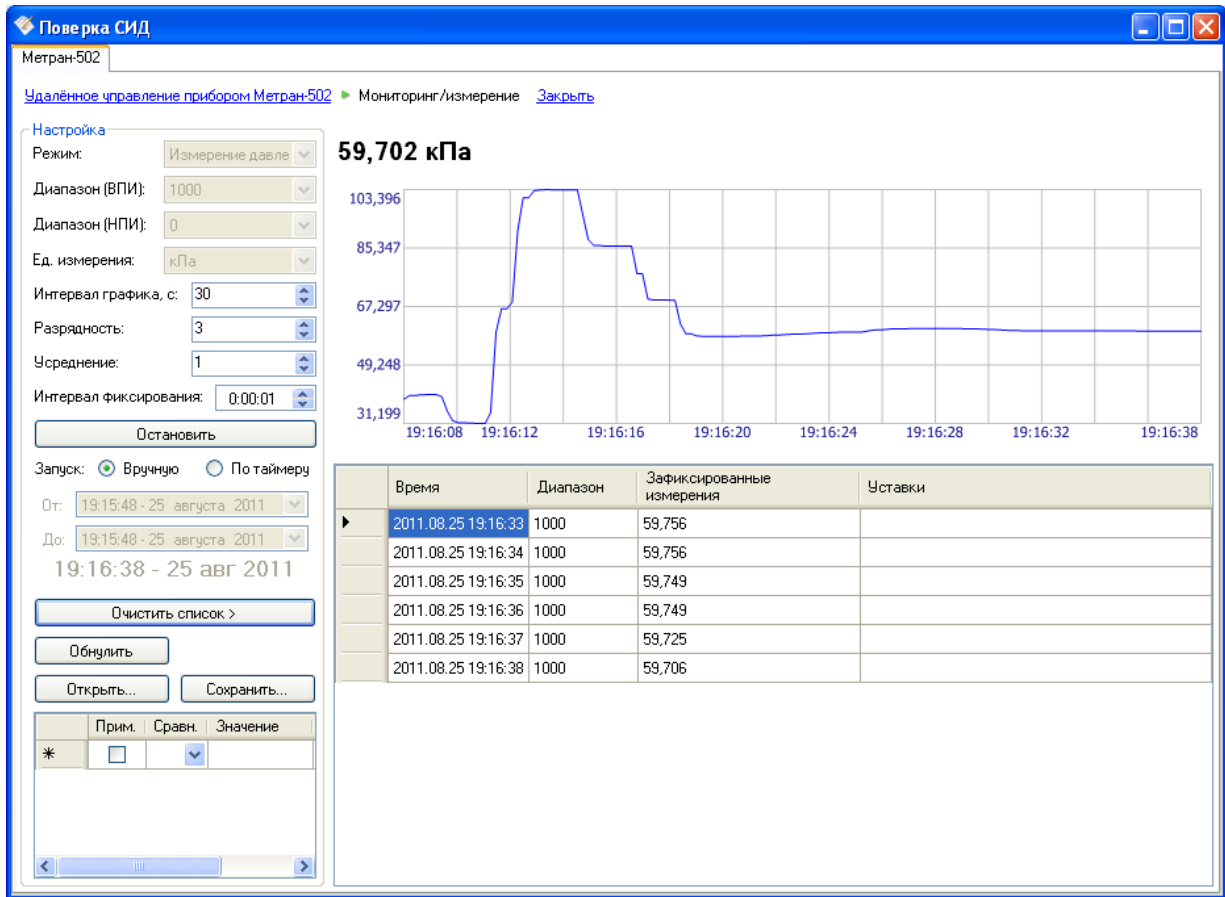 Поверка СИД
Метран-502
Удалённое управление прибором Метран-502 Мониторинг/измерение Закрыть
Настройка
Режим: Измерение давле
Диапазон (ВПИ): 1000
Диапазон (НПИ): 0
Ед. измерения: кПа
Интервал графика, с: 30
Разрядность: 3
Усреднение: 1
Интервал фиксирования: 0:00:01
Остановить
Запуск: Вручную По таймеру
От: 19:15:48 - 25 августа 2011
До: 19:15:48 - 25 августа 2011
19:16:38 - 25 авг 2011
Очистить список >
Обнулить
Открыть... Сохранить...
Прим. Сравн. Значение
*
59,702 кПа
103,396
85,347
67,297
49,248
31,199
19:16:08 19:16:12 19:16:16 19:16:20 19:16:24 19:16:28 19:16:32 19:16:38
Время Диапазон Зафиксированные измерения Уставки
2011.08.25 19:16:33 1000 59,756
2011.08.25 19:16:34 1000 59,756
2011.08.25 19:16:35 1000 59,749
2011.08.25 19:16:36 1000 59,749
2011.08.25 19:16:37 1000 59,725
2011.08.25 19:16:38 1000 59,706